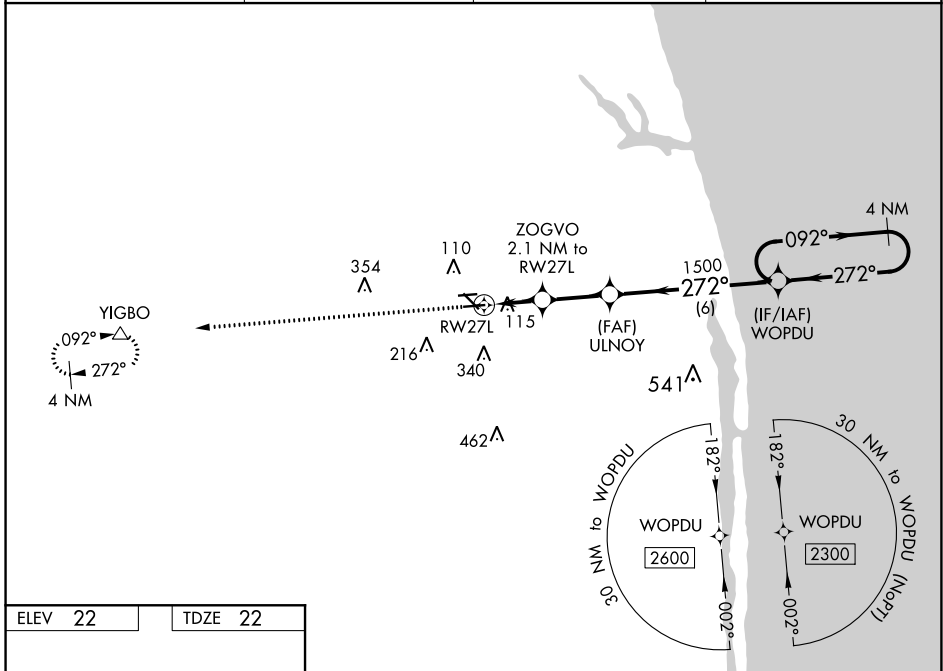 4 NM
092°
272°
ZOGVO
2.1 NM to
RW27L
1500
272°
(6)
(IF/IAF)
WOPDU
(FAF)
ULNOY
110
354
115
RW27L
YIGBO
092°
272°
4 NM
216
340
541
462
30 NM to WOPDU
182°
WOPDU
2600
002°
30 NM to WOPDU (NoPT)
182°
WOPDU
2300
002°
ELEV 22
TDZE 22